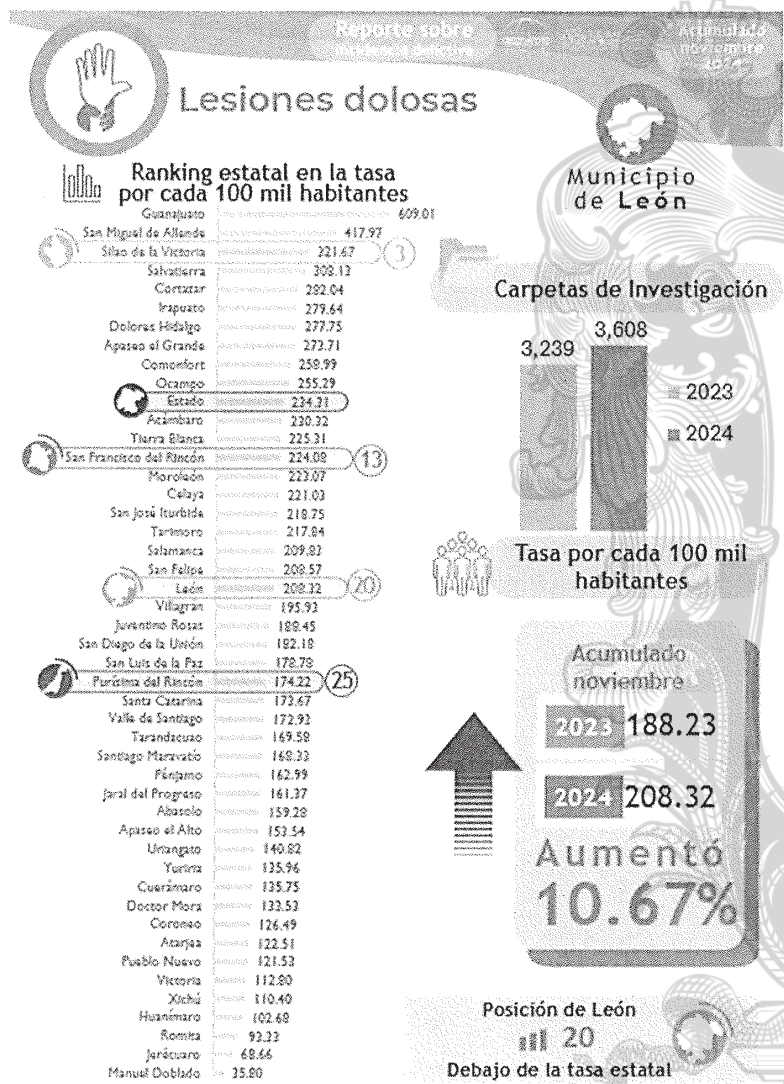 Reporte sobre
incidencia delictiva
Acumulado
noviembre
2024
Lesiones dolosas
Ranking estatal en la tasa
por cada 100 mil habitantes
Guanajuato 609.01
San Miguel de Allende 417.97
Silao de la Victoria 321.67 3
Salvatierra 308.13
Cortazar 282.04
Irapuato 279.64
Dolores Hidalgo 277.75
Apaseo el Grande 273.71
Comonfort 258.99
Ocampo 255.29
Estado 234.31
Acámbaro 230.32
Tierra Blanca 225.31
San Francisco del Rincón 224.08 13
Moroleón 223.07
Celaya 221.03
San José Iturbide 218.75
Tarimoro 217.84
Salamanca 209.83
San Felipe 208.57
León 208.32 20
Villagrán 195.93
Juventino Rosas 188.45
San Diego de la Unión 182.18
San Luis de la Paz 178.78
Purísima del Rincón 174.22 25
Santa Catarina 173.67
Valle de Santiago 172.93
Tarandacuao 169.58
Santiago Maravatío 168.33
Pénjamo 162.99
Jaral del Progreso 161.37
Abasolo 159.28
Apaseo el Alto 153.54
Uriangato 140.82
Yuriria 135.96
Cuerámaro 135.75
Doctor Mora 133.53
Coroneo 126.49
Atarjea 122.51
Pueblo Nuevo 121.53
Victoria 112.80
Xichú 110.40
Huanímaro 102.68
Romita 93.33
Jerécuaro 68.66
Manuel Doblado 35.80
Municipio
de León
Carpetas de Investigación
3,239
3,608
2023
2024
Tasa por cada 100 mil
habitantes
Acumulado
noviembre
2023 188.23
2024 208.32
Aumentó
10.67%
Posición de León
20
Debajo de la tasa estatal